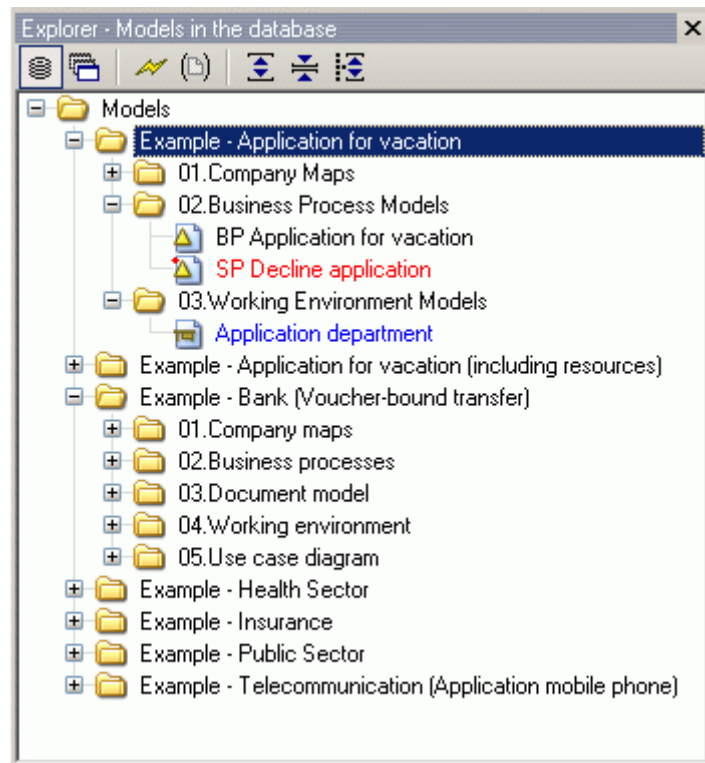 Explorer - Models in the database
Models
Example - Application for vacation
01.Company Maps
02.Business Process Models
BP Application for vacation
SP Decline application
03.Working Environment Models
Application department
Example - Application for vacation (including resources)
Example - Bank (Voucher-bound transfer)
01.Company maps
02.Business processes
03.Document model
04.Working environment
05.Use case diagram
Example - Health Sector
Example - Insurance
Example - Public Sector
Example - Telecommunication (Application mobile phone)